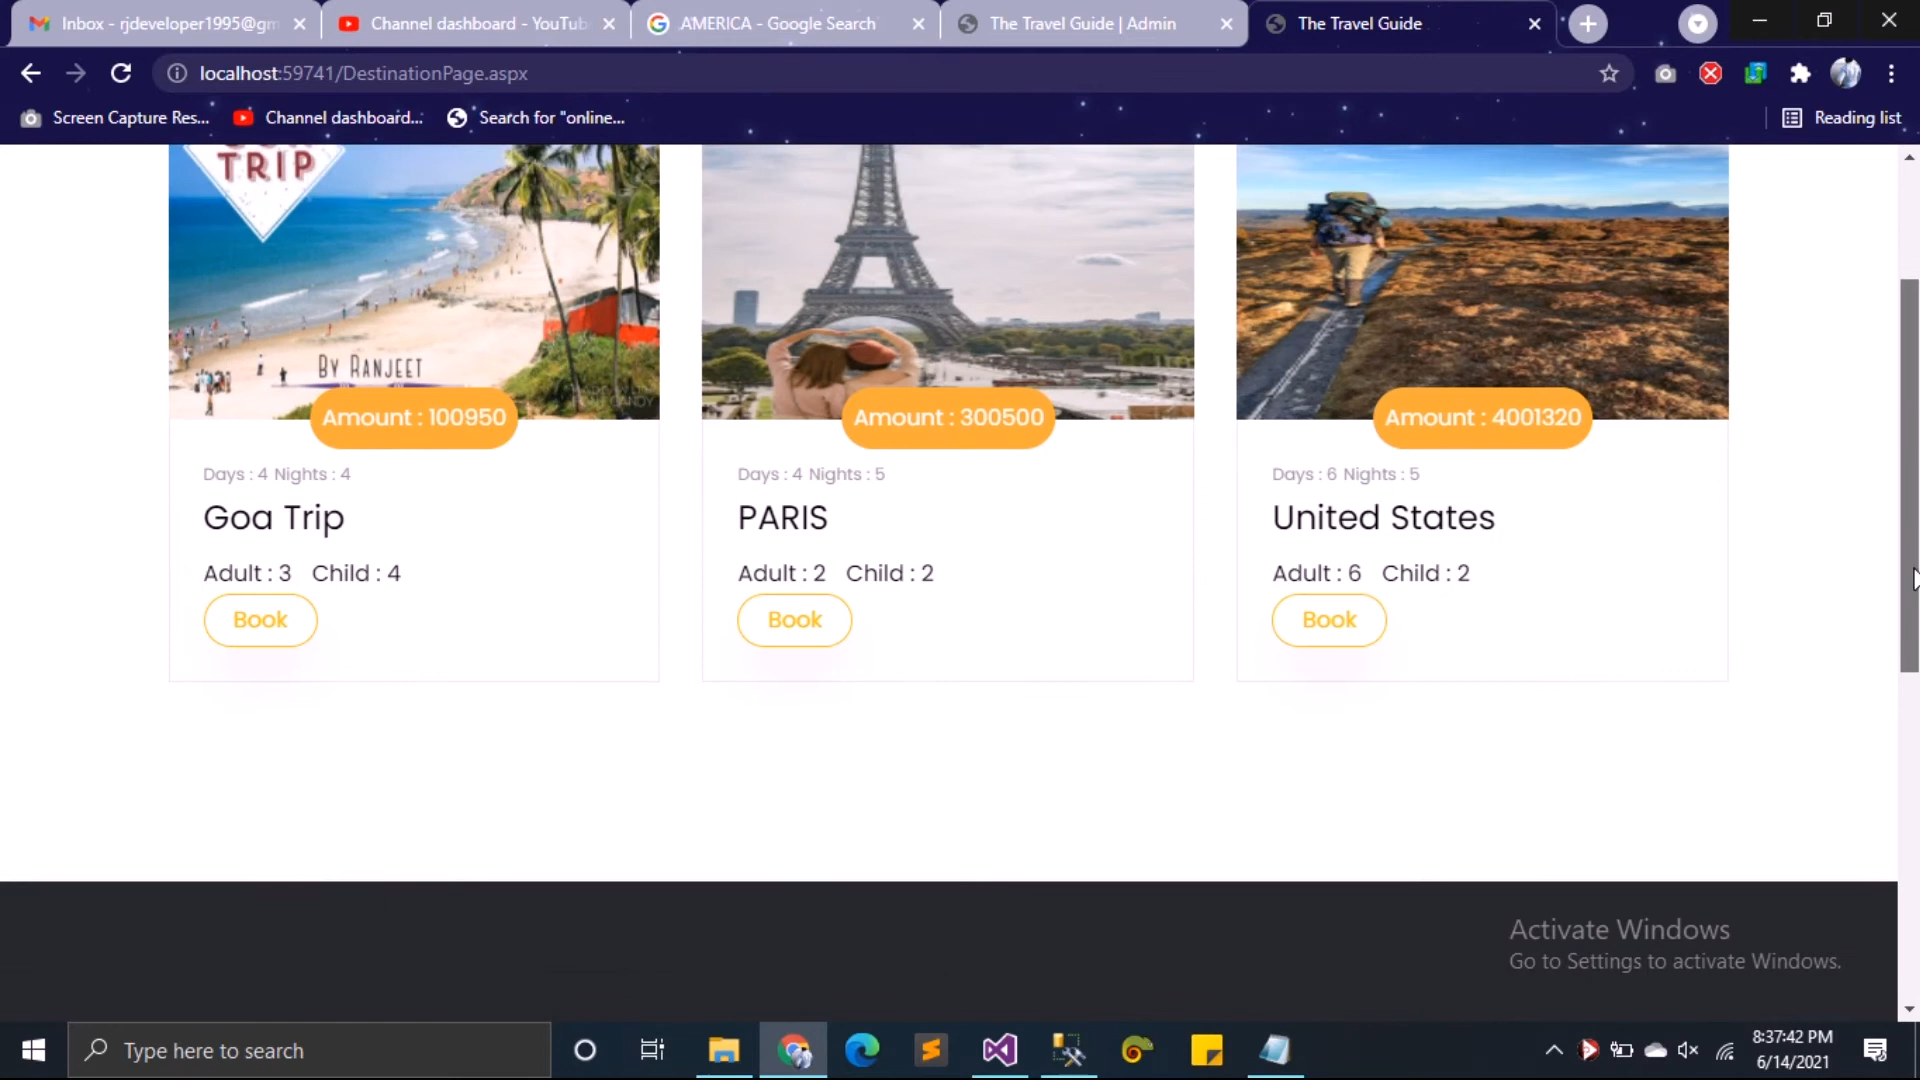 Inbox - rjdeveloper1995@gm
Channel dashboard - YouTub
AMERICA - Google Search
The Travel Guide | Admin
The Travel Guide
localhost:59741/DestinationPage.aspx
Screen Capture Res...
Channel dashboard...
Search for "online...
Reading list
TRIP
BY RANJEET
Amount : 100950
Amount : 300500
Amount : 4001320
Days : 4 Nights : 4
Days : 4 Nights : 5
Days : 6 Nights : 5
Goa Trip
PARIS
United States
Adult : 3 Child : 4
Adult : 2 Child : 2
Adult : 6 Child : 2
Book
Book
Book
Activate Windows
Go to Settings to activate Windows.
Type here to search
8:37:42 PM
6/14/2021